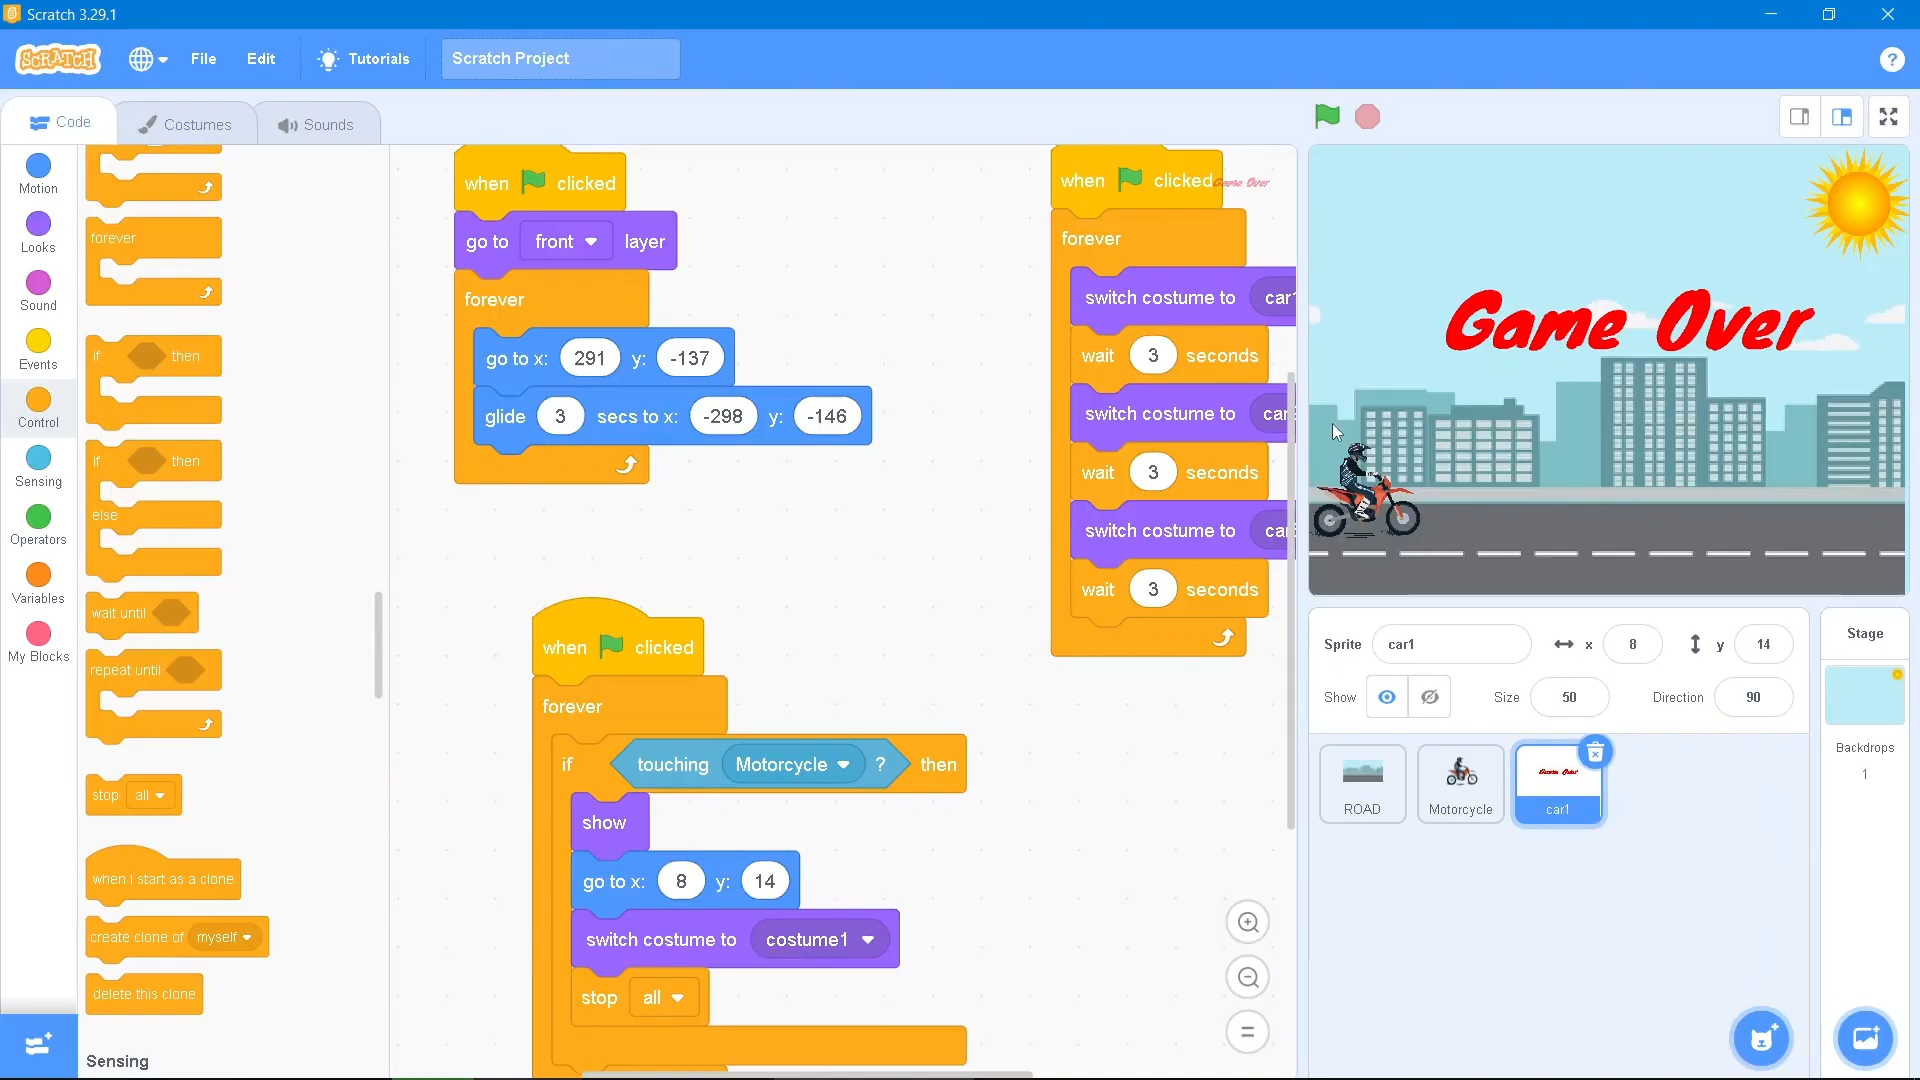 Scratch 3.29.1
SCRATCH
File
Edit
Tutorials
Scratch Project
?
Code
Costumes
Sounds
Motion
Looks
Sound
Events
Control
Sensing
Operators
Variables
My Blocks
forever
if then
if then
else
wait until
repeat until
stop all
when I start as a clone
create clone of myself
delete this clone
Sensing
when clicked
go to front layer
forever
go to x: 291 y: -137
glide 3 secs to x: -298 y: -146
when clicked
forever
if touching Motorcycle ? then
show
go to x: 8 y: 14
switch costume to costume1
stop all
when clicked
Game Over
forever
switch costume to car1
wait 3 seconds
switch costume to
wait 3 seconds
switch costume to
wait 3 seconds
Game Over
Sprite car1 x 8 y 14
Show Size 50 Direction 90
ROAD
Motorcycle
Game Over
car1
Stage
Backdrops
1